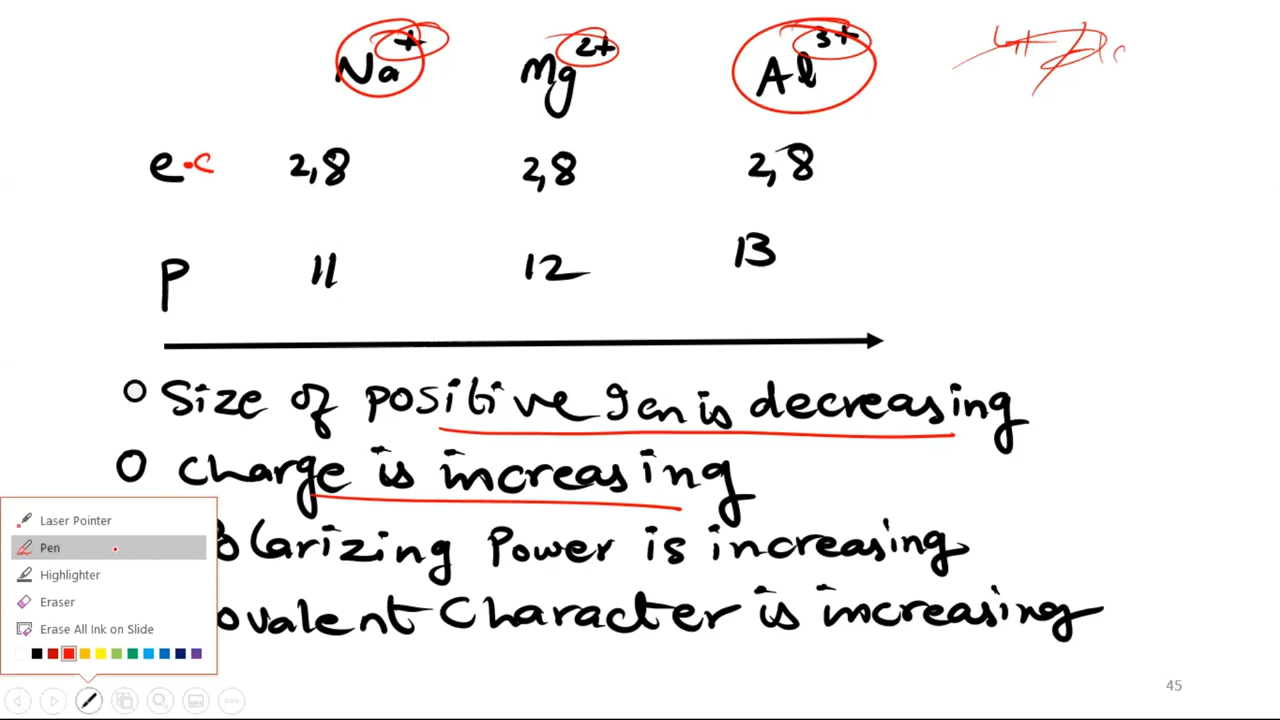 Na+ Mg2+ Al3+
e.c 2,8 2,8 2,8
p 11 12 13
Size of positive Ion is decreasing
Charge is increasing
olarizing Power is increasing
ovalent Character is increasing
Laser Pointer
Pen
Highlighter
Eraser
Erase All Ink on Slide
45